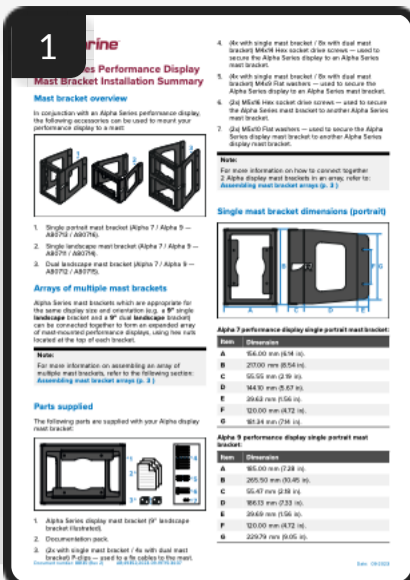 1
rine
es Performance Display
Mast Bracket Installation Summary
Mast bracket overview
In conjunction with an Alpha Series performance display,
the following accessories can be used to mount your
performance display to a mast:
1. Single portrait mast bracket (Alpha 7 / Alpha 9 —
A80713 / A80716).
2. Single landscape mast bracket (Alpha 7 / Alpha 9 —
A80711 / A80714).
3. Dual landscape mast bracket (Alpha 7 / Alpha 9 —
A80712 / A80715).
Arrays of multiple mast brackets
Alpha Series mast brackets which are appropriate for
the same display size and orientation (e.g. a 9" single
landscape bracket and a 9" dual landscape bracket)
can be connected together to form an expanded array
of mast-mounted performance displays, using hex nuts
located at the top of each bracket.
Note:
For more information on assembling an array of
multiple mast brackets, refer to the following section:
Assembling mast bracket arrays (p. 3 )
Parts supplied
The following parts are supplied with your Alpha display
mast bracket:
1. Alpha Series display mast bracket (9" landscape
bracket illustrated).
2. Documentation pack.
3. (2x with single mast bracket / 4x with dual mast
bracket) P-clips — used to fix cables to the mast.
4. (4x with single mast bracket / 8x with dual mast
bracket) M4x14 Hex socket drive screws — used to
secure the Alpha Series display to an Alpha Series
mast bracket.
5. (4x with single mast bracket / 8x with dual mast
bracket) M4x9 Flat washers — used to secure the
Alpha Series display to an Alpha Series mast bracket.
6. (2x) M5x16 Hex socket drive screws — used to secure
the Alpha Series mast bracket to another Alpha Series
mast bracket.
7. (2x) M5x10 Flat washers — used to secure the Alpha
Series display mast bracket to another Alpha Series
display mast bracket.
Note:
For more information on how to connect together
2 Alpha display mast brackets in an array, refer to:
Assembling mast bracket arrays (p. 3 )
Single mast bracket dimensions (portrait)
A B C D E F G
Alpha 7 performance display single portrait mast bracket:
Item Dimension
A 156.00 mm (6.14 in).
B 217.00 mm (8.54 in).
C 55.55 mm (2.19 in).
D 144.10 mm (5.67 in).
E 39.62 mm (1.56 in).
F 120.00 mm (4.72 in).
G 181.34 mm (7.14 in).
Alpha 9 performance display single portrait mast
bracket:
Item Dimension
A 185.00 mm (7.28 in).
B 265.50 mm (10.45 in).
C 55.47 mm (2.18 in).
D 186.13 mm (7.33 in).
E 39.69 mm (1.56 in).
F 120.00 mm (4.72 in).
G 229.79 mm (9.05 in).